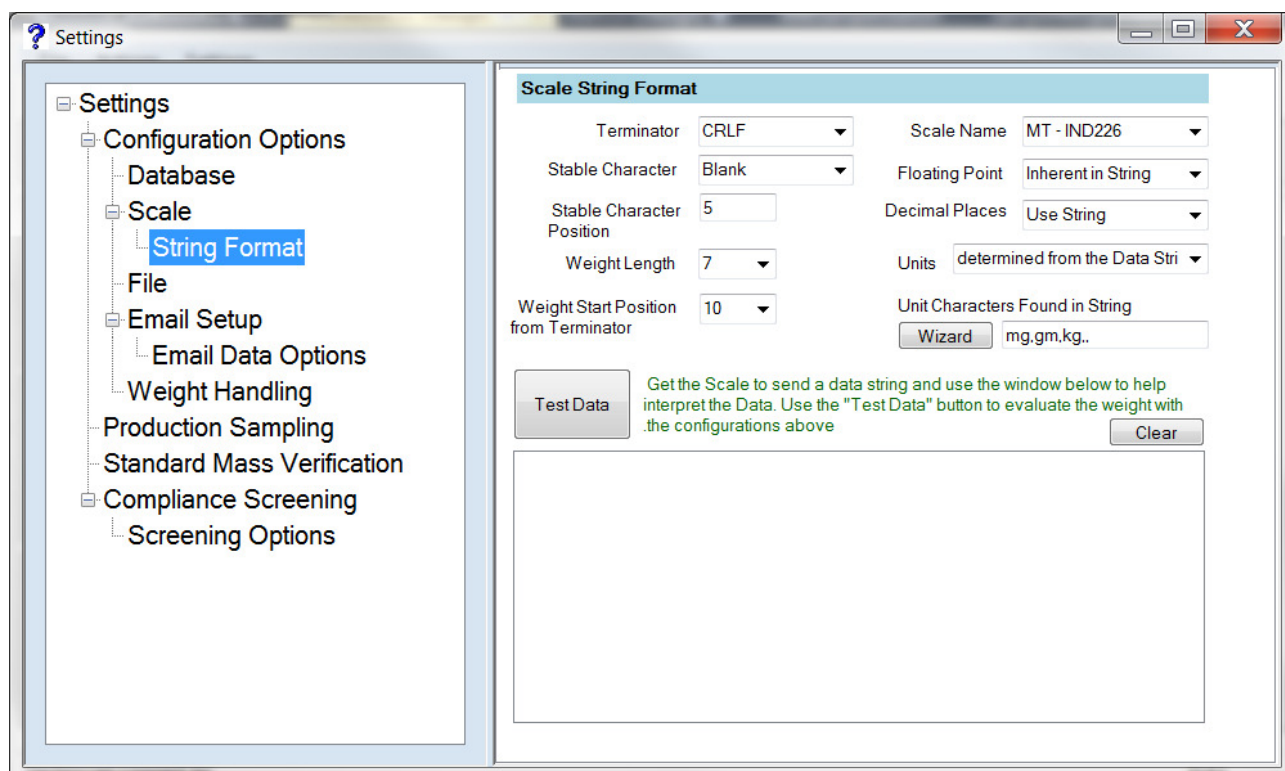 Settings
Settings
Configuration Options
Database
Scale
String Format
File
Email Setup
Email Data Options
Weight Handling
Production Sampling
Standard Mass Verification
Compliance Screening
Screening Options
Scale String Format
Terminator CRLF Scale Name MT - IND226
Stable Character Blank Floating Point Inherent in String
Stable Character Position 5 Decimal Places Use String
Weight Length 7 Units determined from the Data Stri
Weight Start Position from Terminator 10 Unit Characters Found in String
Wizard mg,gm,kg,,
Test Data
Get the Scale to send a data string and use the window below to help
interpret the Data. Use the "Test Data" button to evaluate the weight with
.the configurations above
Clear